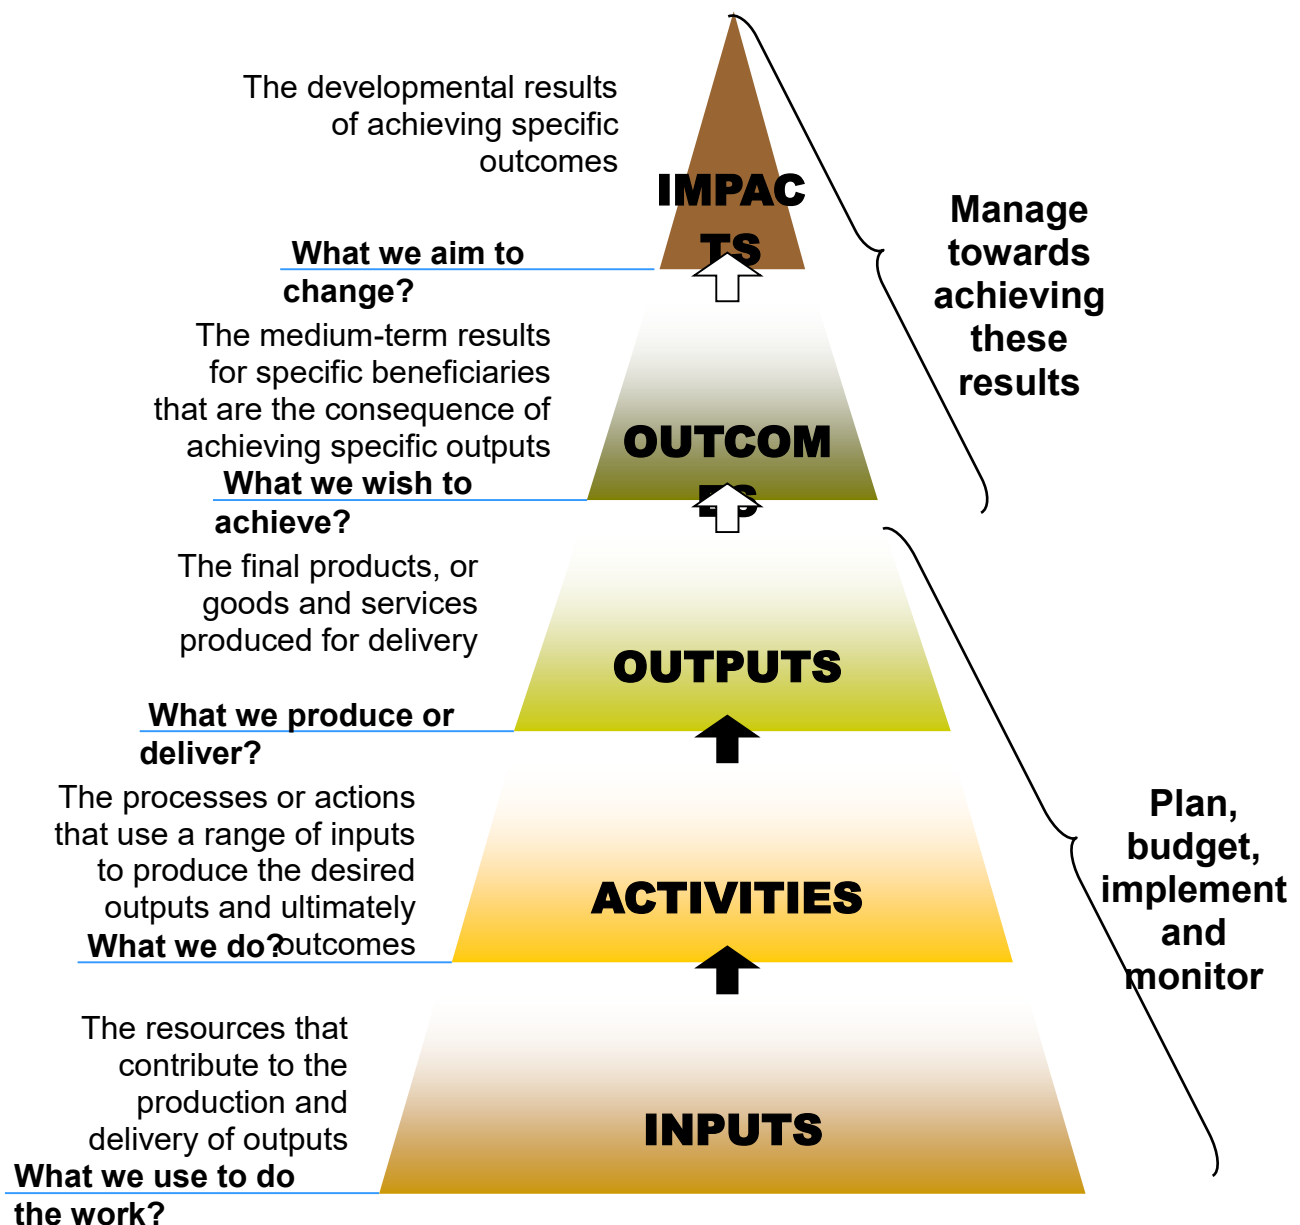 The developmental results
of achieving specific
outcomes
IMPAC
TS
What we aim to
change?
Manage
towards
achieving
these
results
The medium-term results
for specific beneficiaries
that are the consequence of
achieving specific outputs
OUTCOM
ES
What we wish to
achieve?
The final products, or
goods and services
produced for delivery
OUTPUTS
What we produce or
deliver?
The processes or actions
that use a range of inputs
to produce the desired
outputs and ultimately
outcomes
ACTIVITIES
What we do?
Plan,
budget,
implement
and
monitor
The resources that
contribute to the
production and
delivery of outputs
INPUTS
What we use to do
the work?